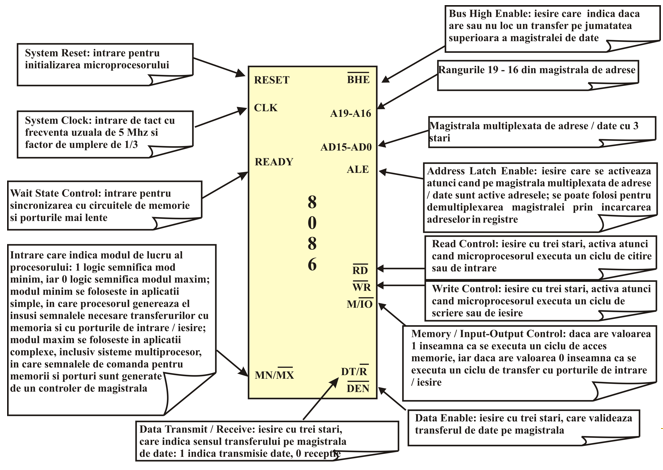 Bus High Enable: iesire care  indica daca
are sau nu loc un transfer pe jumatatea
superioara a magistralei de date
System Reset: intrare pentru
initializarea microprocesorului
Rangurile 19 - 16 din magistrala de adrese
System Clock: intrare de tact cu
frecventa uzuala de 5 Mhz si
factor de umplere de 1/3
Magistrala multiplexata de adrese / date cu 3
stari
Wait State Control: intrare pentru
sincronizarea cu circuitele de memorie
si porturile mai lente
Address Latch Enable: iesire care se activeaza
atunci cand pe magistrala multiplexata de adrese
/ date sunt active adresele; se poate folosi pentru
demultiplexarea magistralei prin incarcarea
adreselor in registre
RESET
CLK
READY
MN/MX
8
0
8
6
BHE
A19-A16
AD15-AD0
ALE
RD
WR
M/IO
DT/R
DEN
Intrare care indica modul de lucru al
procesorului: 1 logic semnifica mod
minim, iar 0 logic semnifica modul maxim;
modul minim se foloseste in aplicatii
simple, in care procesorul genereaza el
insusi semnalele necesare transferurilor cu
memoria si cu porturile de intrare / iesire;
modul maxim se foloseste in aplicatii
complexe, inclusiv sisteme multiprocesor,
in care semnalele de comanda pentru
memorii si porturi sunt generate
de un controler de magistrala
Read Control: iesire cu trei stari, activa atunci
cand microprocesorul executa un ciclu de citire
sau de intrare
Write Control: iesire cu trei stari, activa atunci
cand microprocesorul executa un ciclu de
scriere sau de iesire
Memory / Input-Output Control: daca are valoarea
1 inseamna ca se executa un ciclu de acces
memorie, iar daca are valoarea 0 inseamna ca se
executa un ciclu de transfer cu porturile de intrare
/ iesire
Data Transmit / Receive: iesire cu trei stari,
care indica sensul transferului pe magistrala
de date: 1 indica transmisie date, 0 receptie
Data Enable: iesire cu trei stari, care valideaza
transferul de date pe magistrala